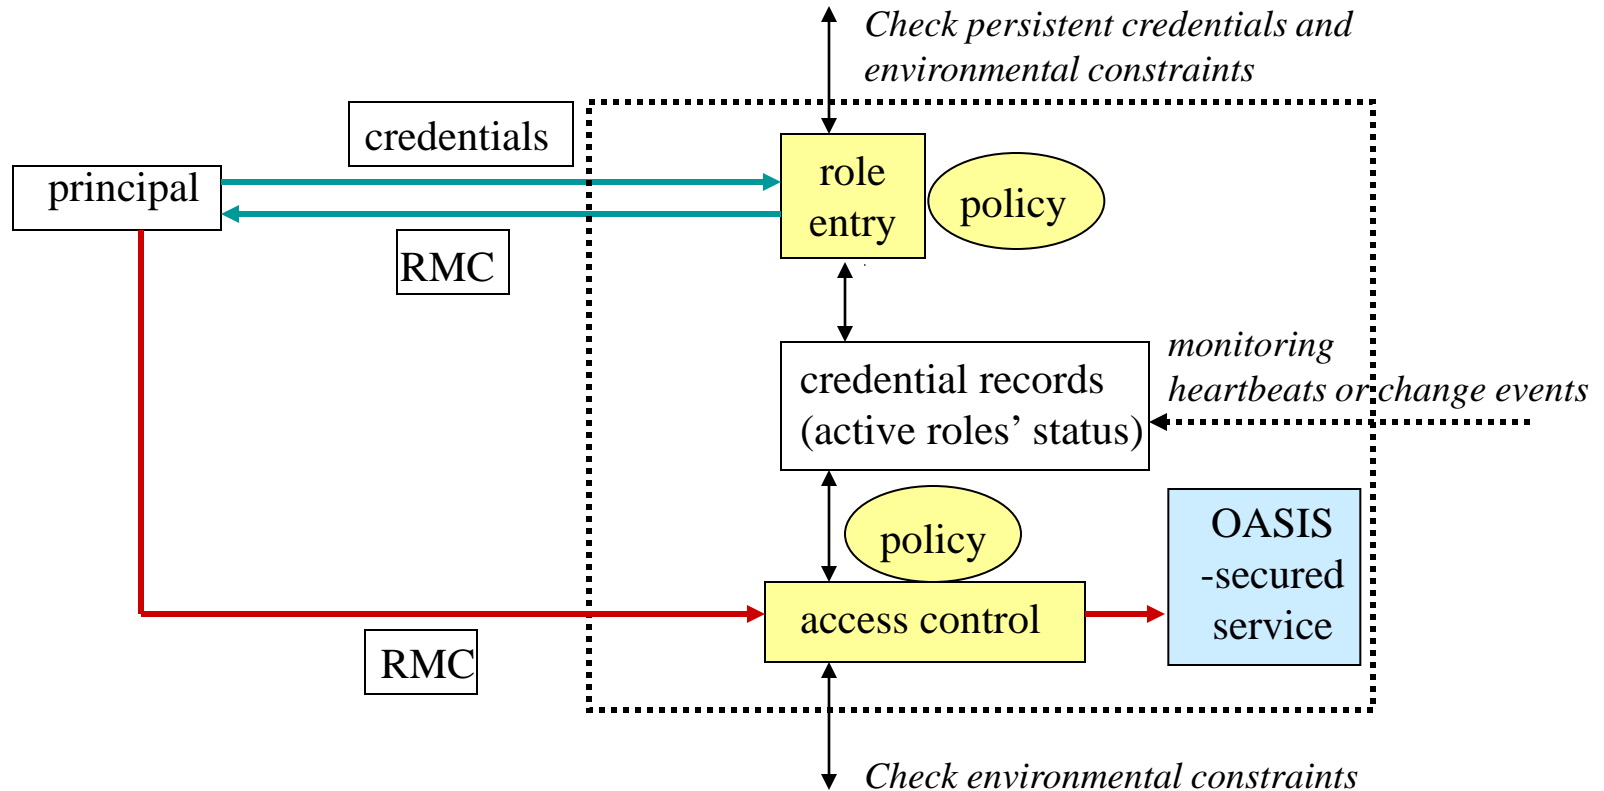 Check persistent credentials and
environmental constraints
credentials
principal
role
entry
policy
RMC
monitoring
heartbeats or change events
credential records
(active roles’ status)
policy
OASIS
-secured
service
access control
RMC
Check environmental constraints